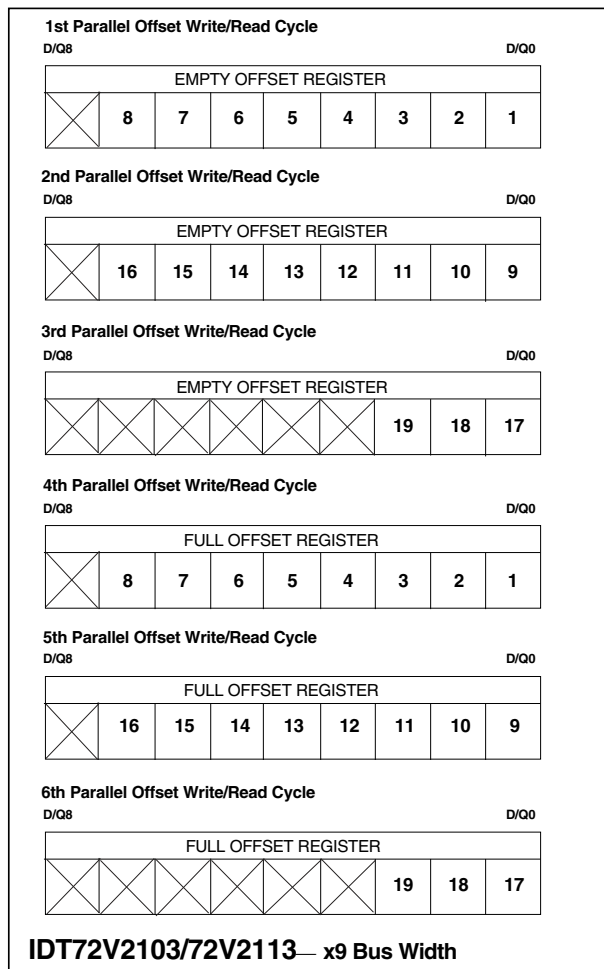 1st Parallel Offset Write/Read Cycle
D/Q8 D/Q0
EMPTY OFFSET REGISTER
8 7 6 5 4 3 2 1
2nd Parallel Offset Write/Read Cycle
D/Q8 D/Q0
EMPTY OFFSET REGISTER
16 15 14 13 12 11 10 9
3rd Parallel Offset Write/Read Cycle
D/Q8 D/Q0
EMPTY OFFSET REGISTER
19 18 17
4th Parallel Offset Write/Read Cycle
D/Q8 D/Q0
FULL OFFSET REGISTER
8 7 6 5 4 3 2 1
5th Parallel Offset Write/Read Cycle
D/Q8 D/Q0
FULL OFFSET REGISTER
16 15 14 13 12 11 10 9
6th Parallel Offset Write/Read Cycle
D/Q8 D/Q0
FULL OFFSET REGISTER
19 18 17
IDT72V2103/72V2113— x9 Bus Width